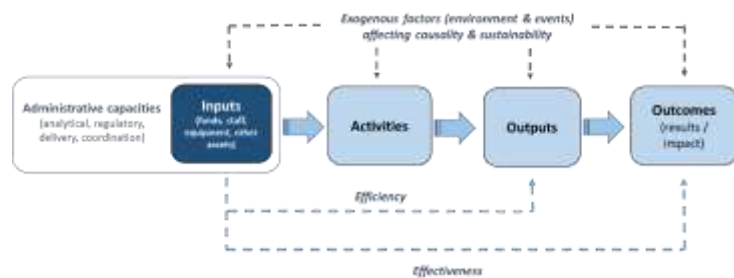 Exogenous factors (environment & events)
affecting causality & sustainability
Administrative capacities
(analytical, regulatory,
delivery, coordination)
Inputs
(funds, staff,
equipment, other
assets)
Activities
Outputs
Outcomes
(results /
impact)
Efficiency
Effectiveness